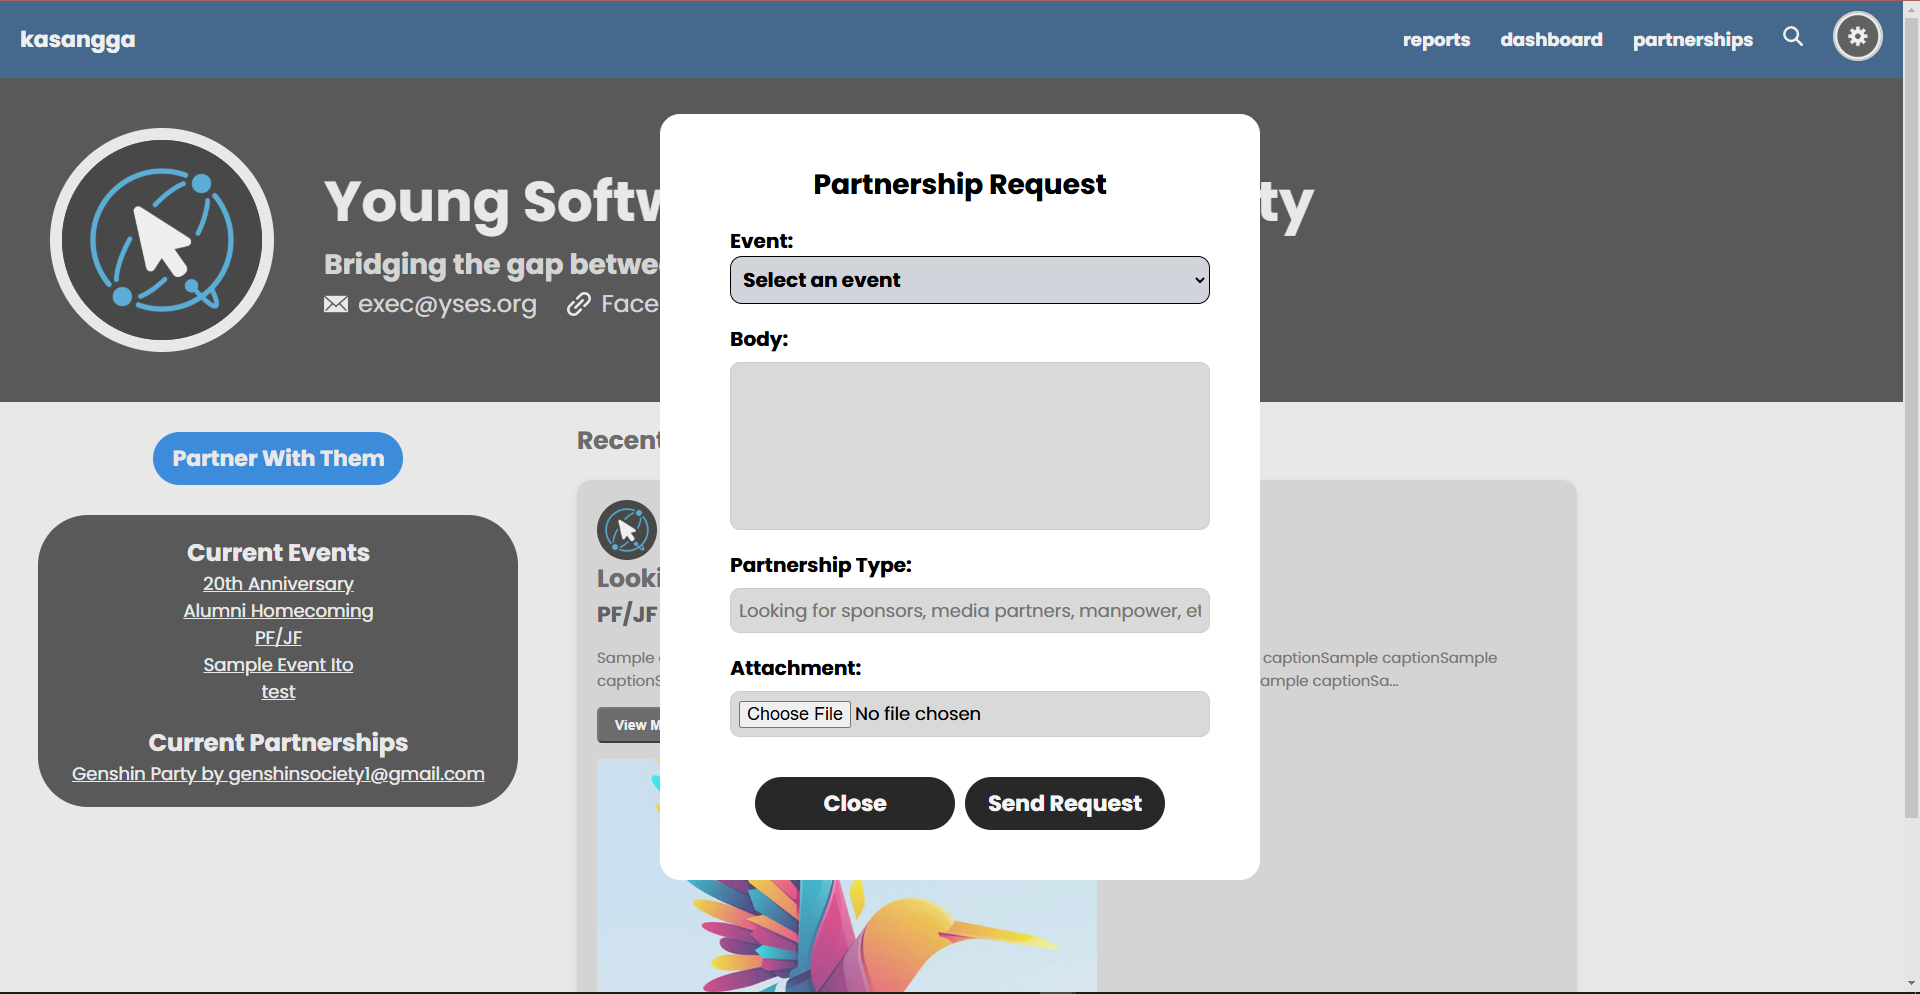 kasangga
reports dashboard partnerships
Young Softw
ty
Bridging the gap betwe
exec@yses.org Face
Partner With Them
Current Events
20th Anniversary
Alumni Homecoming
PF/JF
Sample Event Ito
test
Current Partnerships
Genshin Party by genshinsociety1@gmail.com
Recent
Looki
PF/JF
Sample
captionSample captionSample
captionS
ample captionSa...
View M
Partnership Request
Event:
Select an event
Body:
Partnership Type:
Looking for sponsors, media partners, manpower, et
Attachment:
Choose File No file chosen
Close Send Request